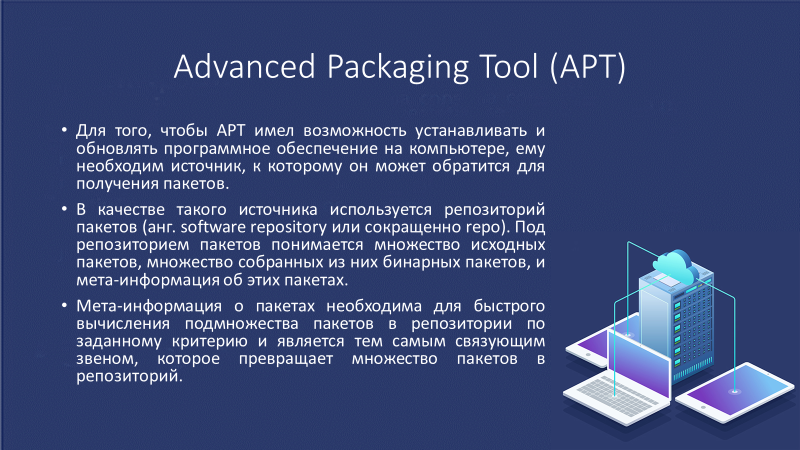 Advanced Packaging Tool (APT)
• Для того, чтобы APT имел возможность устанавливать и
обновлять программное обеспечение на компьютере, ему
необходим источник, к которому он может обратится для
получения пакетов.
• В качестве такого источника используется репозиторий
пакетов (анг. software repository или сокращенно repo). Под
репозиторием пакетов понимается множество исходных
пакетов, множество собранных из них бинарных пакетов, и
мета-информация об этих пакетах.
• Мета-информация о пакетах необходима для быстрого
вычисления подмножества пакетов в репозитории по
заданному критерию и является тем самым связующим
звеном, которое превращает множество пакетов в
репозиторий.